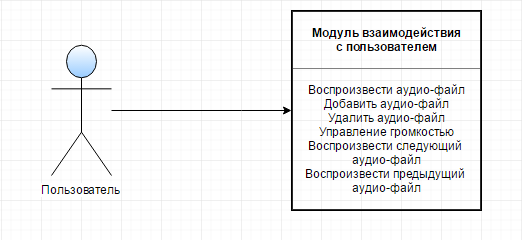 Модуль взаимодействия
с пользователем
Воспроизвести аудио-файл
Добавить аудио-файл
Удалить аудио-файл
Управление громкостью
Воспроизвести следующий
аудио-файл
Воспроизвести предыдущий
аудио-файл
Пользователь